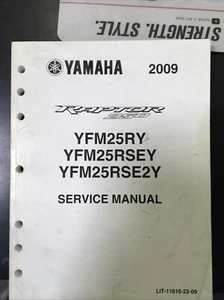 STRENGTH. STYLE.
YAMAHA 2009
RAPTOR
250
YFM25RY
YFM25RSEY
YFM25RSE2Y
SERVICE MANUAL
LIT-11616-22-09